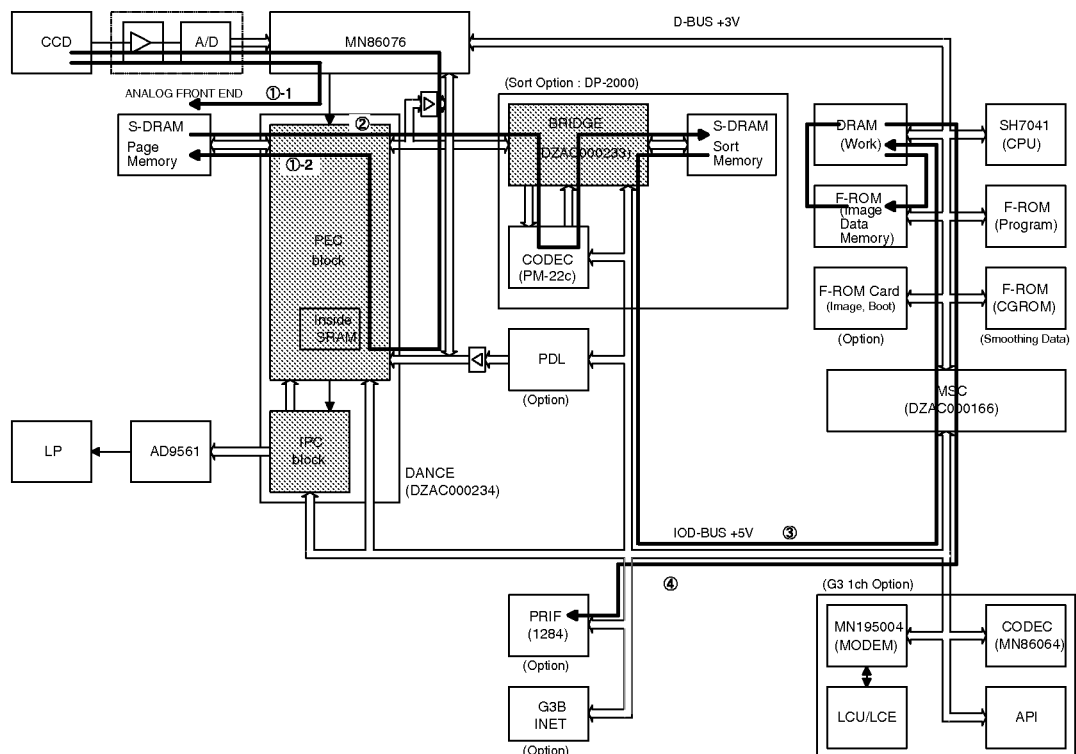 D-BUS +3V
CCD
A/D
MN86076
ANALOG FRONT END
①-1
(Sort Option : DP-2000)
S-DRAM
Page
Memory
②
①-2
BRIDGE
(DZAC000233)
S-DRAM
Sort
Memory
DRAM
(Work)
SH7041
(CPU)
F-ROM
(Image
Data
Memory)
F-ROM
(Program)
PEC
block
CODEC
(PM-22c)
F-ROM Card
(Image, Boot)
(Option)
F-ROM
(CGROM)
(Smoothing Data)
Inside
SRAM
PDL
(Option)
MSC
(DZAC000166)
LP
AD9561
IPC
block
DANCE
(DZAC000234)
IOD-BUS +5V
③
④
(G3 1ch Option)
PRIF
(1284)
(Option)
MN195004
(MODEM)
CODEC
(MN86064)
G3B
INET
(Option)
LCU/LCE
API